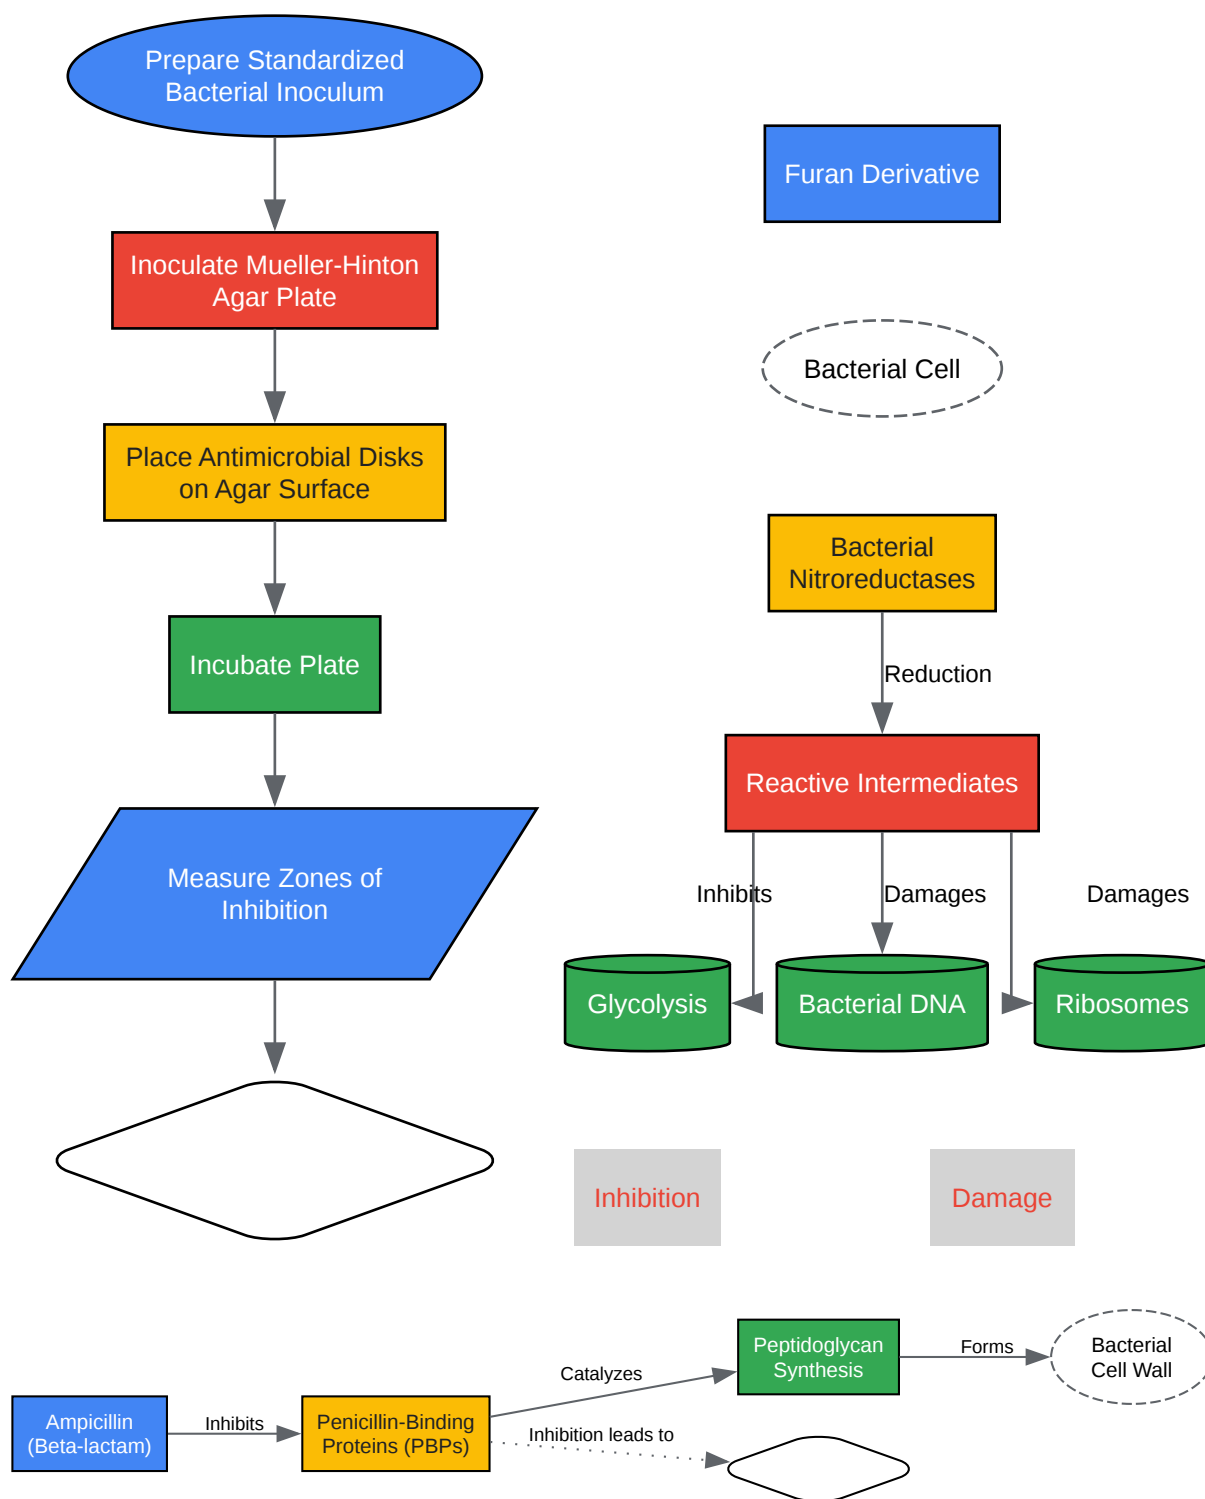 Prepare Standardized
Bacterial Inoculum
Inoculate Mueller-Hinton
Agar Plate
Place Antimicrobial Disks
on Agar Surface
Incubate Plate
Measure Zones of
Inhibition
Furan Derivative
Bacterial Cell
Bacterial
Nitroreductases
Reduction
Reactive Intermediates
Inhibits
Damages
Damages
Glycolysis
Bacterial DNA
Ribosomes
Inhibition
Damage
Ampicillin
(Beta-lactam)
Inhibits
Penicillin-Binding
Proteins (PBPs)
Catalyzes
Inhibition leads to
Peptidoglycan
Synthesis
Forms
Bacterial
Cell Wall